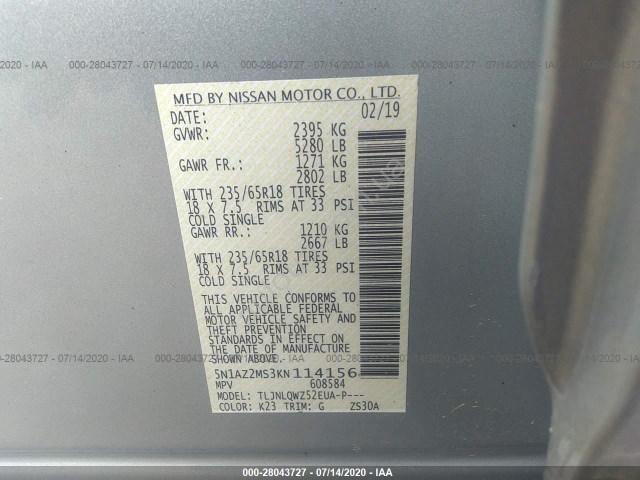 000-28043727 - 07/14/2020 - IAA
MFD BY NISSAN MOTOR CO., LTD.
DATE: 02/19
GVWR: 2395 KG
5280 LB
GAWR FR.: 1271 KG
2802 LB
WITH 235/65R18 TIRES
18 X 7.5 RIMS AT 33 PSI
COLD SINGLE
GAWR RR.: 1210 KG
2667 LB
WITH 235/65R18 TIRES
18 X 7.5 RIMS AT 33 PSI
COLD SINGLE
THIS VEHICLE CONFORMS TO
ALL APPLICABLE FEDERAL
MOTOR VEHICLE SAFETY AND
THEFT PREVENTION
STANDARDS IN EFFECT ON
THE DATE OF MANUFACTURE
SHOWN ABOVE.
5N1AZ2MS3KN114156
MPV 608584
MODEL: TLJNLQWZ52EUA-P---
COLOR: K23 TRIM: G ZS30A
000-28043727 - 07/14/2020 - IAA